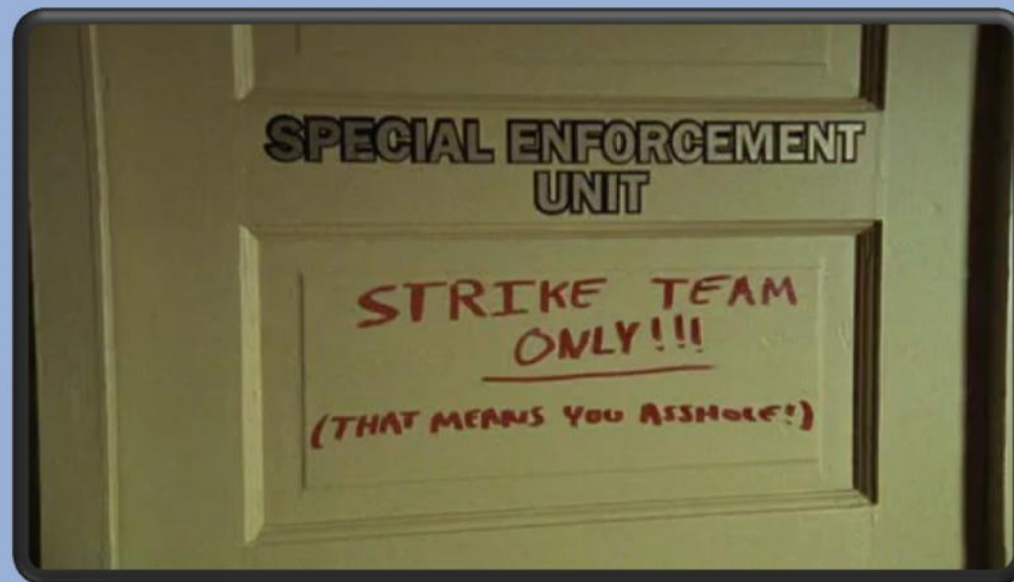 SPECIAL ENFORCEMENT
UNIT
STRIKE TEAM
ONLY!!!
(THAT MEANS YOU ASSHOLE!)